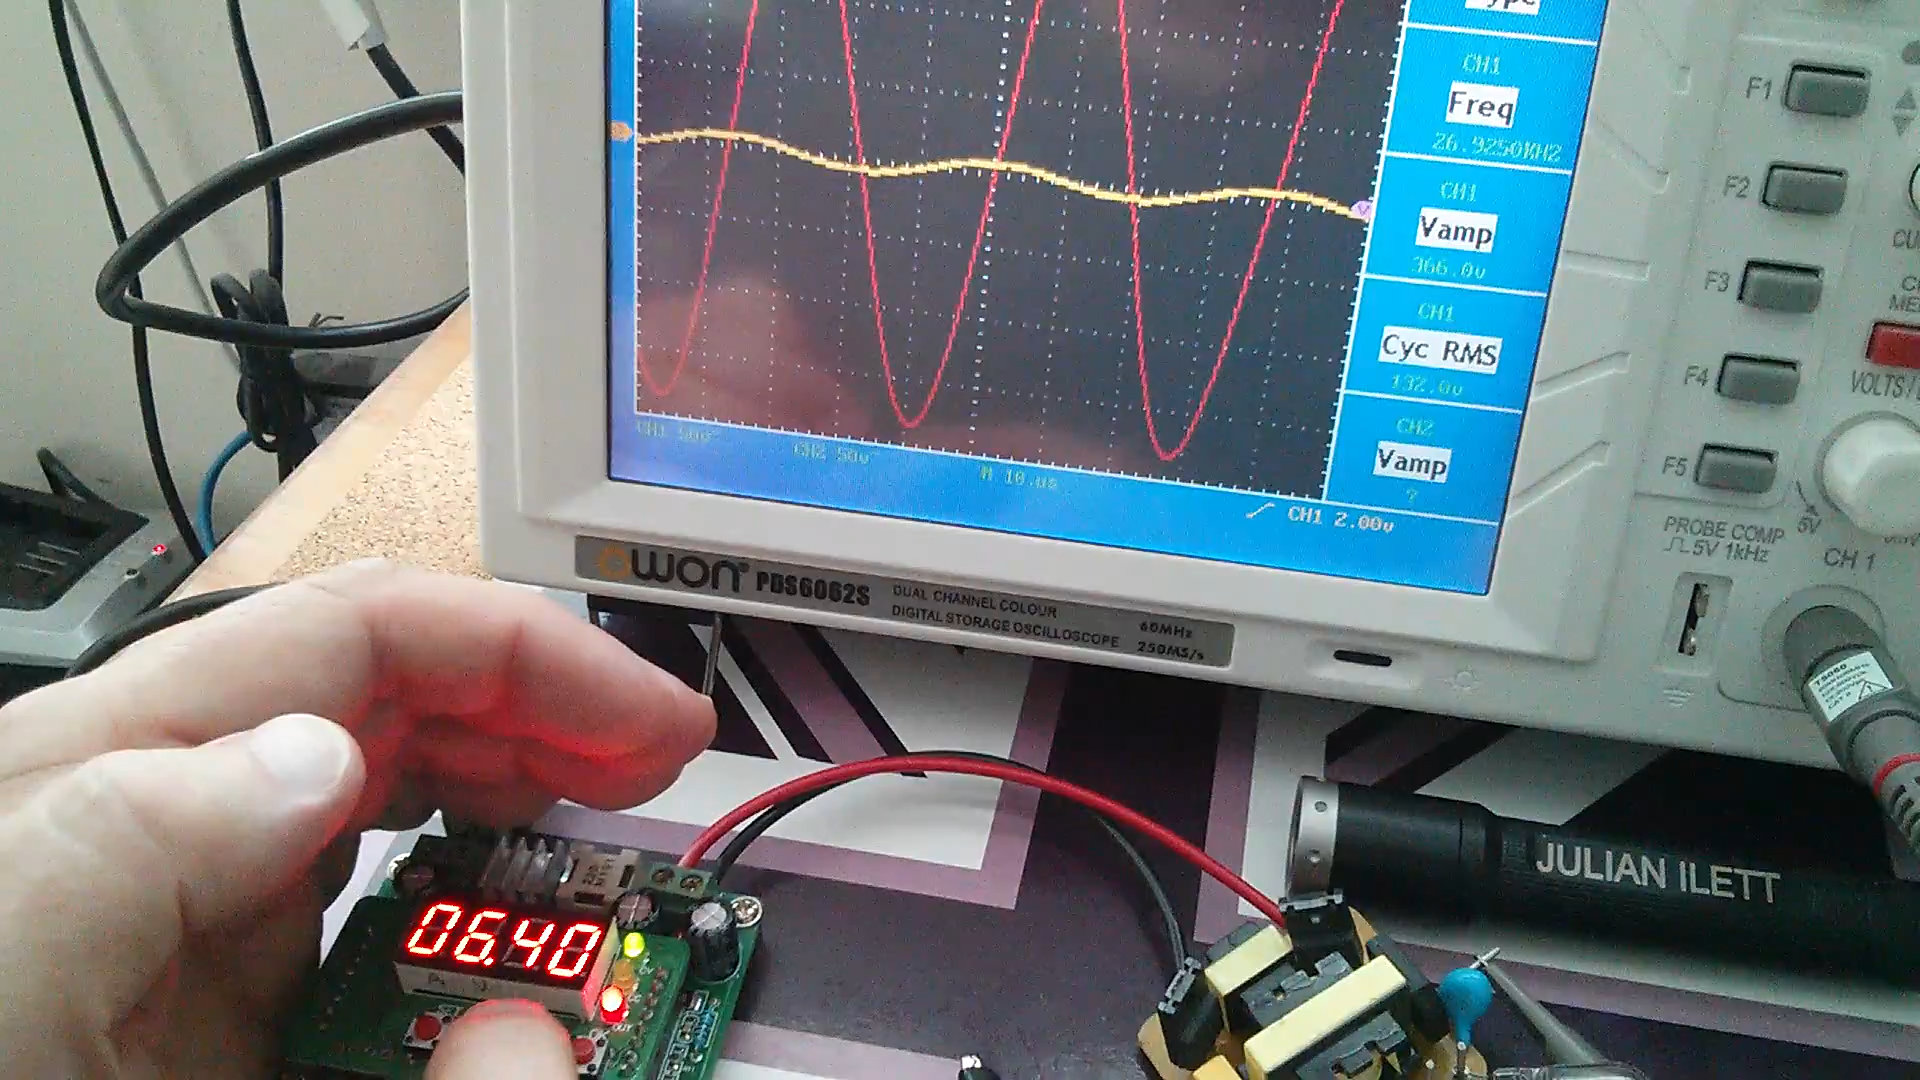 CH1
Freq
26.9250KHz
CH1
Vamp
366.0v
CH1
Cyc RMS
132.0v
CH2
Vamp
?
CH1 50v
CH2 50v
M 10.us
CH1 2.00v
F1
F2
F3
F4
F5
VOLTS/
5V
PROBE COMP
5V 1kHz
CH 1
OWON PDS6062S
DUAL CHANNEL COLOUR
DIGITAL STORAGE OSCILLOSCOPE
60MHz
250MS/s
JULIAN ILETT
06.40